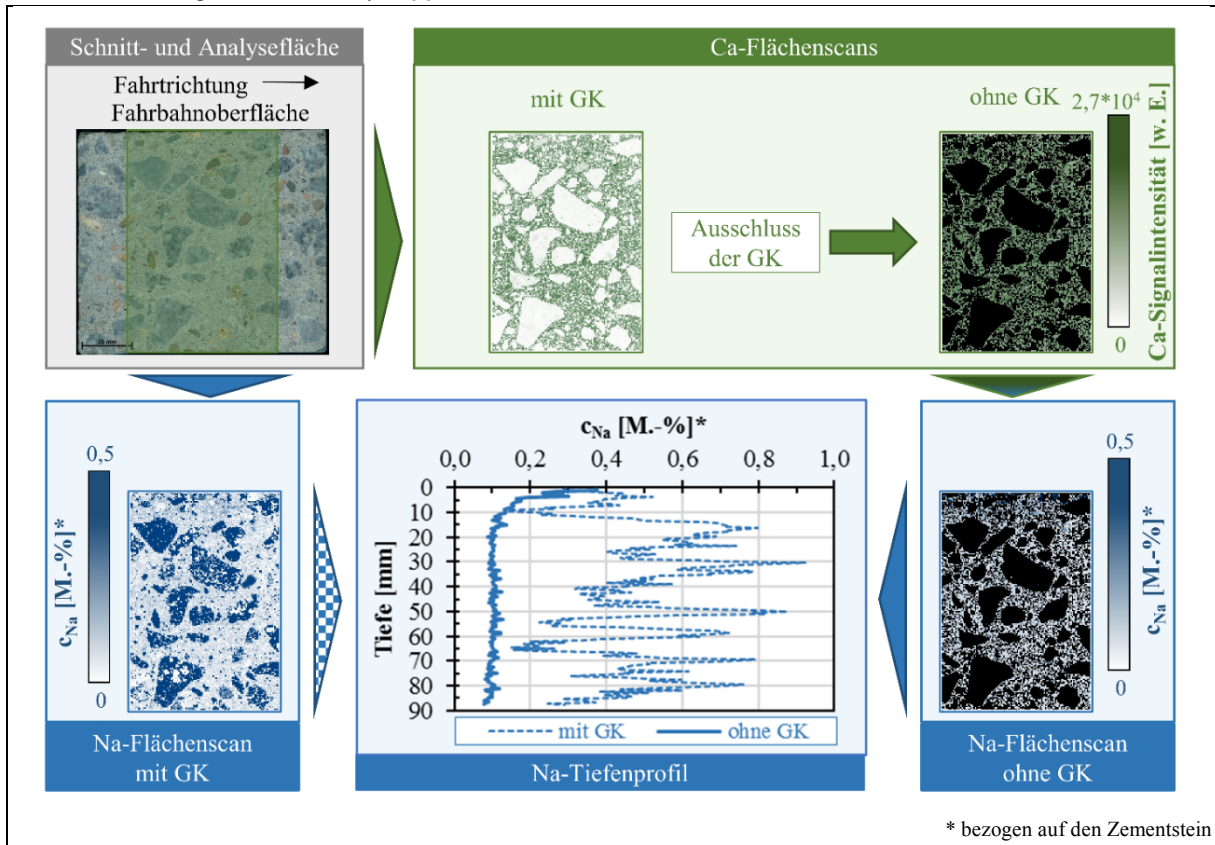 Schnitt- und Analysefläche
Fahrtrichtung
Fahrbahnoberfläche
Ca-Flächenscans
mit GK
Ausschluss
der GK
ohne GK
2,7*10⁴
0
Ca-Signalintensität [w. E.]
0,5
0
c_Na [M.-%]*
Na-Flächenscan
mit GK
c_Na [M.-%]*
0,0 0,2 0,4 0,6 0,8 1,0
Tiefe [mm]
0
10
20
30
40
50
60
70
80
90
mit GK ohne GK
Na-Tiefenprofil
0,5
0
c_Na [M.-%]*
Na-Flächenscan
ohne GK
* bezogen auf den Zementstein